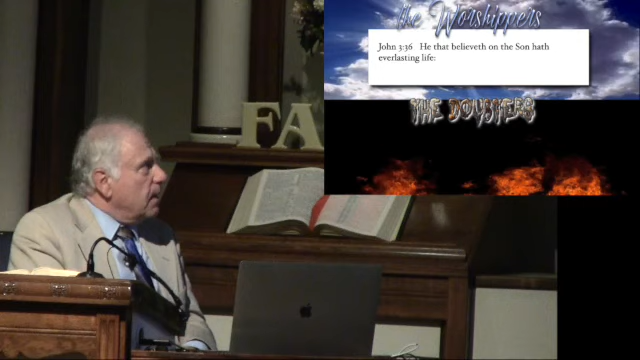 the Worshippers
John 3:36 He that believeth on the Son hath
everlasting life:
THE DOUBTERS
FA